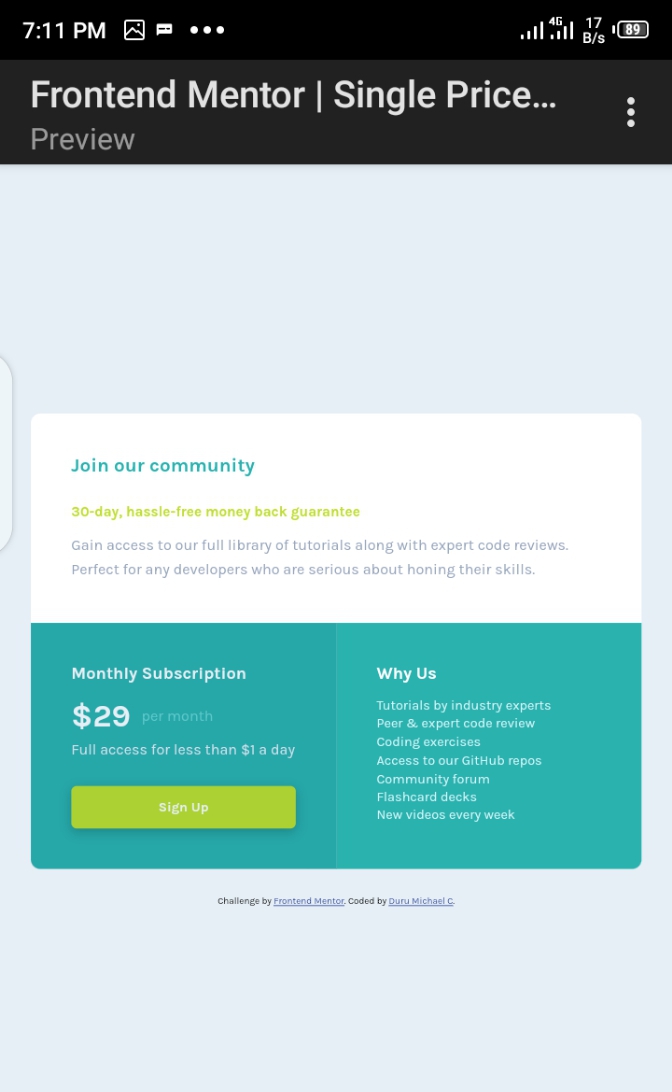 7:11 PM
4G
17
B/s
89
Frontend Mentor | Single Price...
Preview
Join our community
30-day, hassle-free money back guarantee
Gain access to our full library of tutorials along with expert code reviews.
Perfect for any developers who are serious about honing their skills.
Monthly Subscription
$29 per month
Full access for less than $1 a day
Sign Up
Why Us
Tutorials by industry experts
Peer & expert code review
Coding exercises
Access to our GitHub repos
Community forum
Flashcard decks
New videos every week
Challenge by Frontend Mentor. Coded by Duru Michael C.